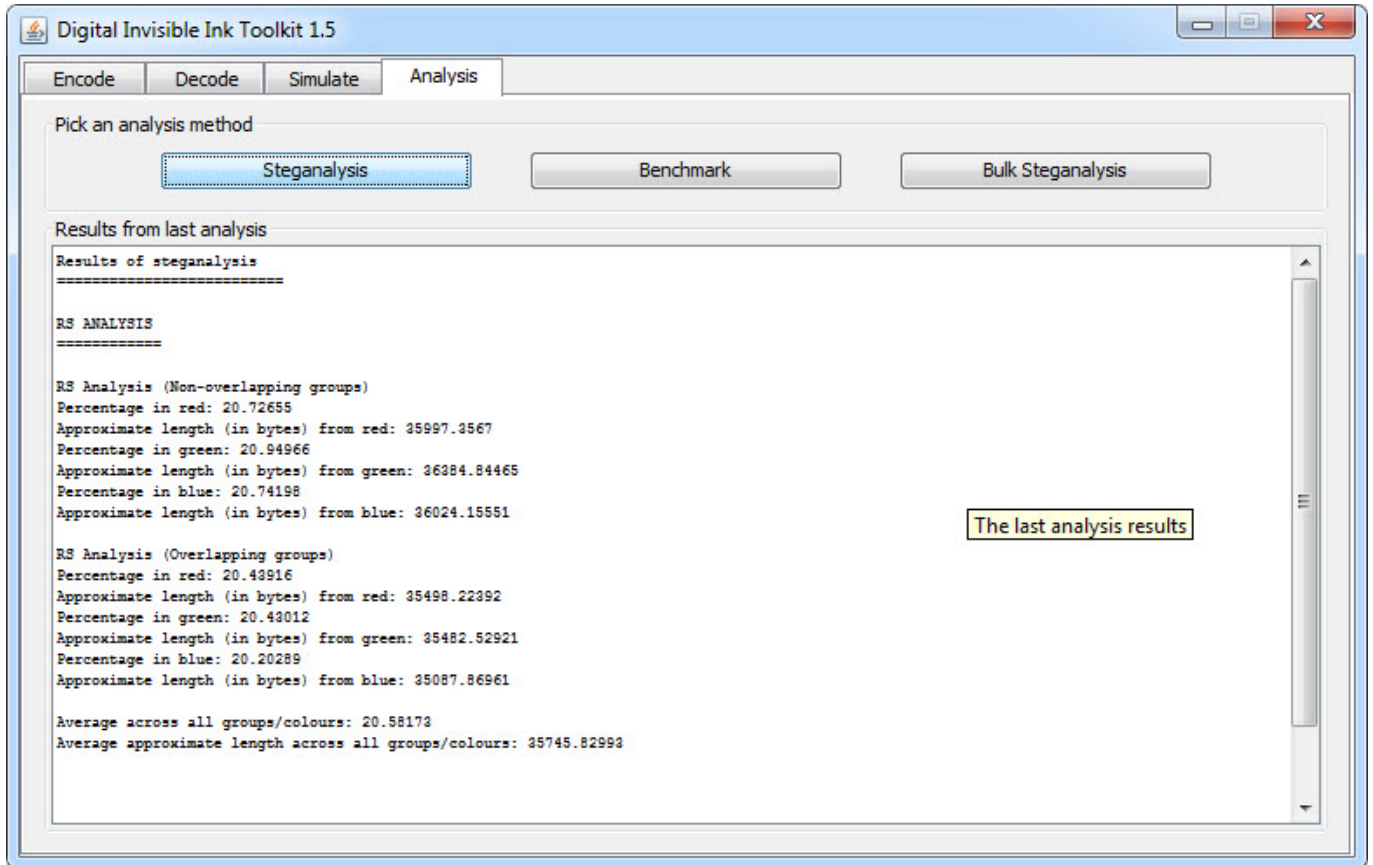 Digital Invisible Ink Toolkit 1.5
Encode Decode Simulate Analysis
Pick an analysis method
Steganalysis Benchmark Bulk Steganalysis
Results from last analysis
Results of steganalysis
==========================
RS ANALYSIS
============
RS Analysis (Non-overlapping groups)
Percentage in red: 20.72655
Approximate length (in bytes) from red: 35997.3567
Percentage in green: 20.94966
Approximate length (in bytes) from green: 36384.84465
Percentage in blue: 20.74198
Approximate length (in bytes) from blue: 36024.15551
The last analysis results
RS Analysis (Overlapping groups)
Percentage in red: 20.43916
Approximate length (in bytes) from red: 35498.22392
Percentage in green: 20.43012
Approximate length (in bytes) from green: 35482.52921
Percentage in blue: 20.20289
Approximate length (in bytes) from blue: 35087.86961
Average across all groups/colours: 20.58173
Average approximate length across all groups/colours: 35745.82993